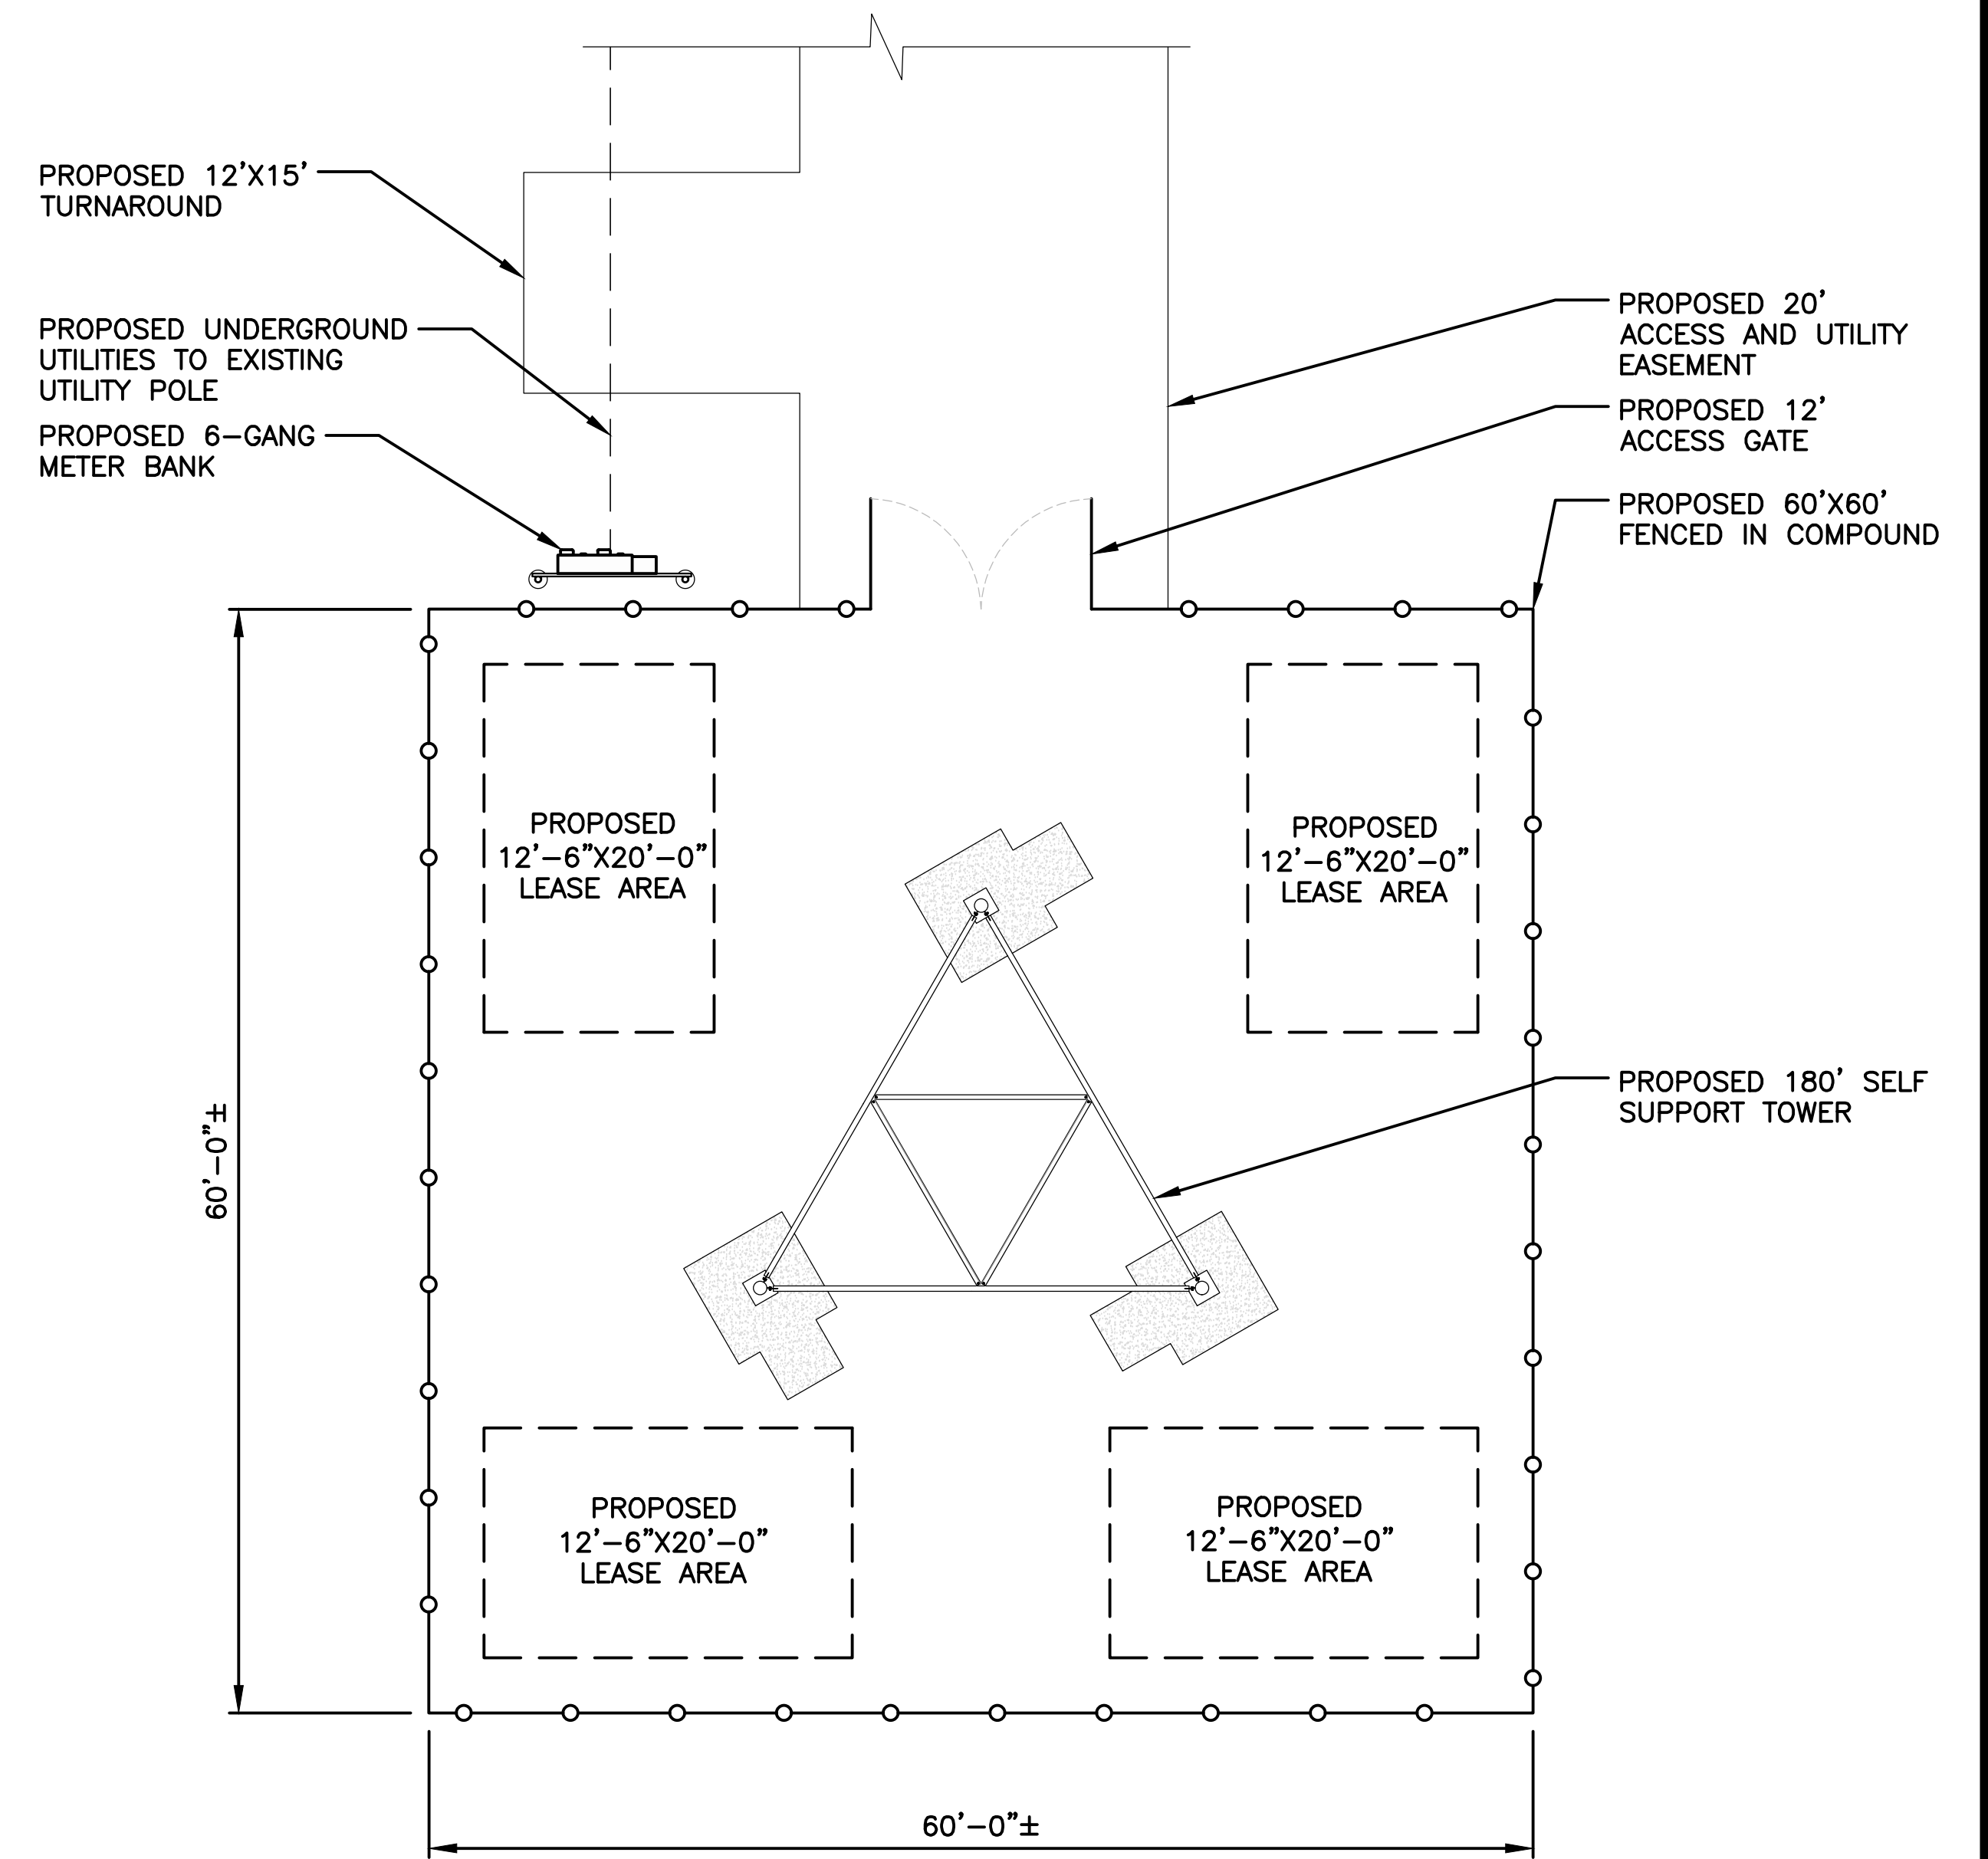 PROPOSED 12'X15'
TURNAROUND
PROPOSED UNDERGROUND
UTILITIES TO EXISTING
UTILITY POLE
PROPOSED 6-GANG
METER BANK
PROPOSED 20'
ACCESS AND UTILITY
EASEMENT
PROPOSED 12'
ACCESS GATE
PROPOSED 60'X60'
FENCED IN COMPOUND
PROPOSED
12'-6"X20'-0"
LEASE AREA
PROPOSED
12'-6"X20'-0"
LEASE AREA
PROPOSED 180' SELF
SUPPORT TOWER
60'-0"±
PROPOSED
12'-6"X20'-0"
LEASE AREA
PROPOSED
12'-6"X20'-0"
LEASE AREA
60'-0"±